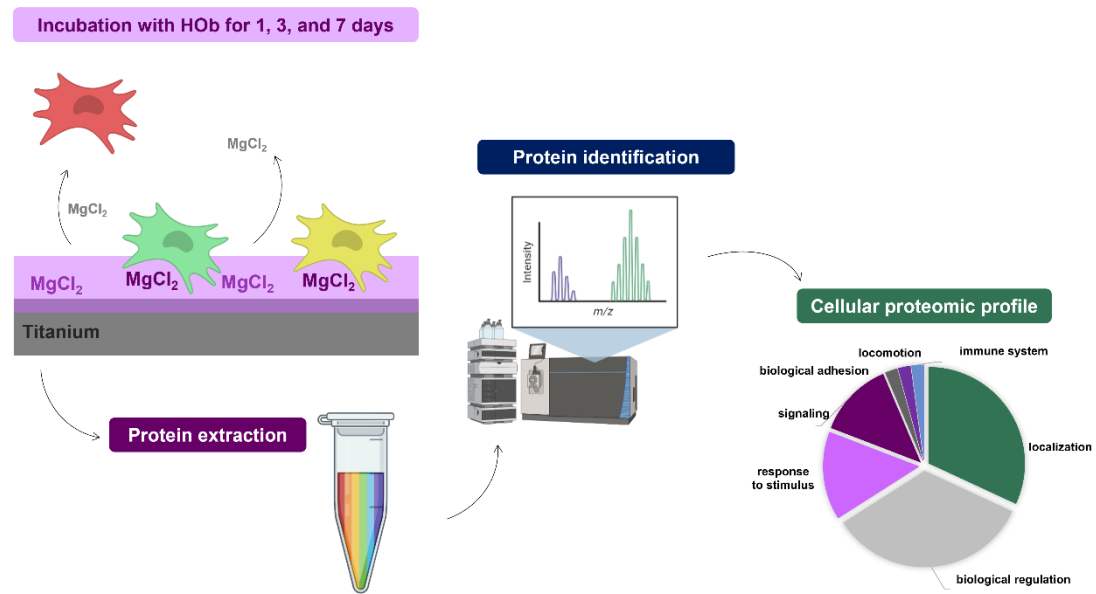 Incubation with HOb for 1, 3, and 7 days
MgCl₂
MgCl₂
MgCl₂
MgCl₂
MgCl₂
MgCl₂
Titanium
Protein extraction
Protein identification
Intensity
m/z
Cellular proteomic profile
locomotion
immune system
biological adhesion
signaling
localization
response
to stimulus
biological regulation